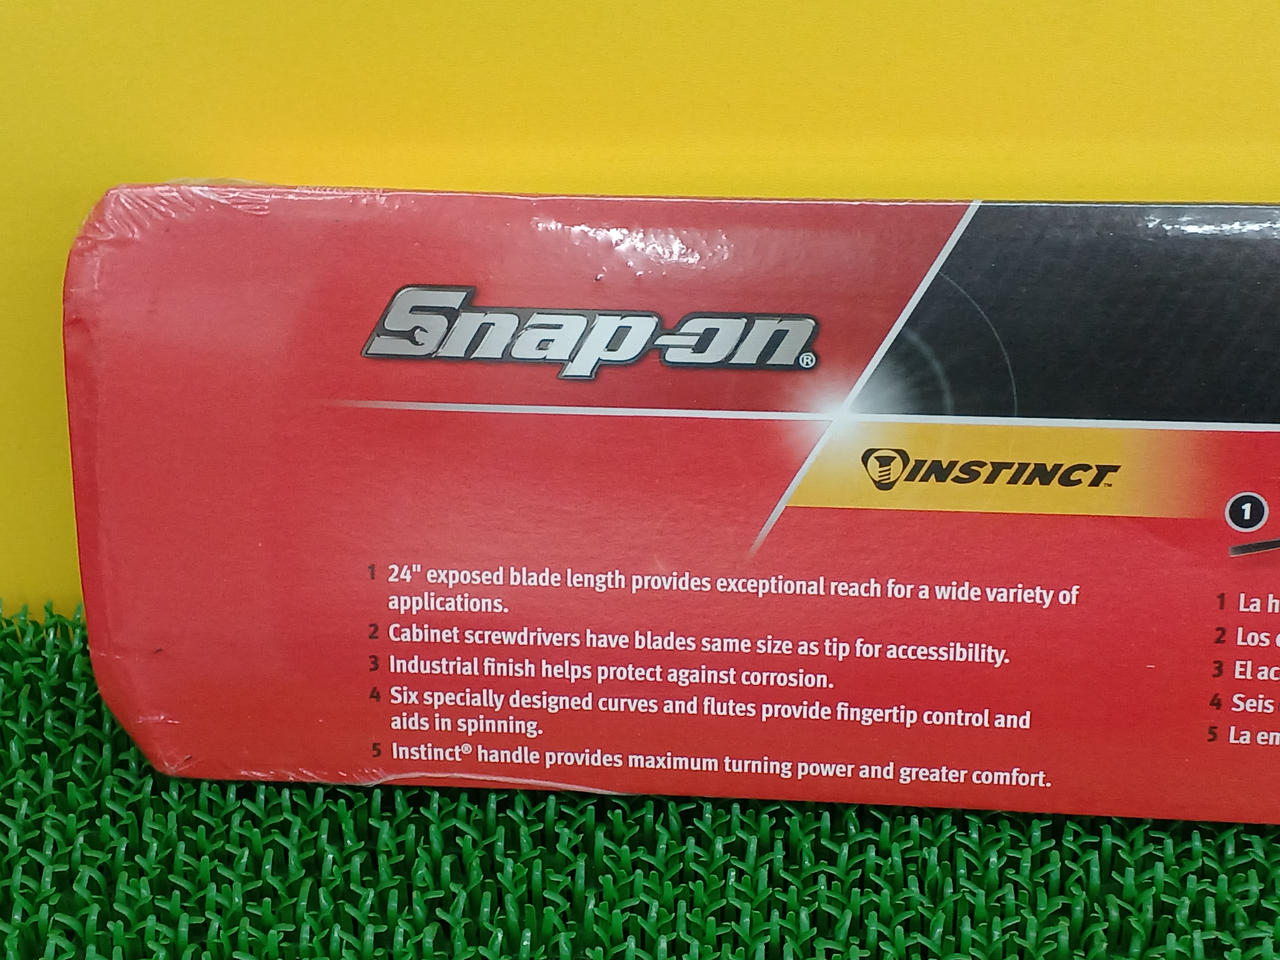 Snap-on®
INSTINCT™
1
1 24" exposed blade length provides exceptional reach for a wide variety of
applications.
2 Cabinet screwdrivers have blades same size as tip for accessibility.
3 Industrial finish helps protect against corrosion.
4 Six specially designed curves and flutes provide fingertip control and
aids in spinning.
5 Instinct® handle provides maximum turning power and greater comfort.
1 La
2 Los
3 El
4 Seis
5 La